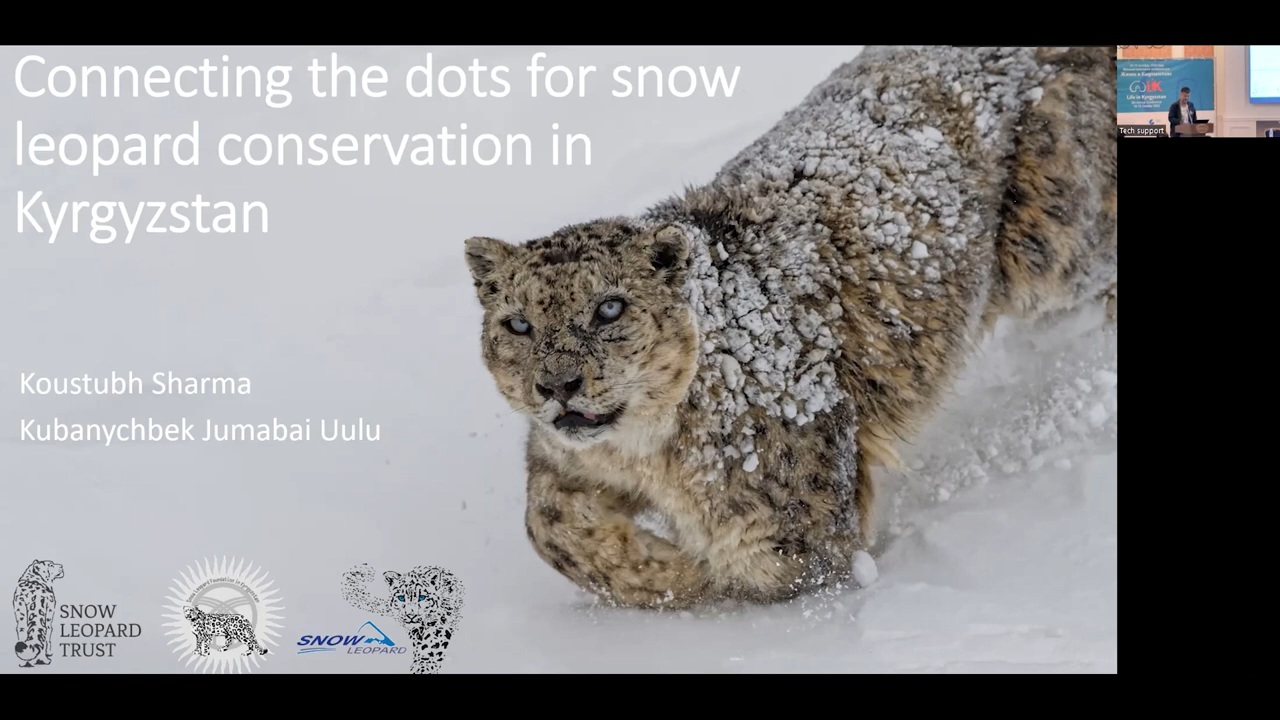 Connecting the dots for snow
leopard conservation in
Kyrgyzstan
Koustubh Sharma
Kubanychbek Jumabai Uulu
SNOW
LEOPARD
TRUST
SNOW
LEOPARD
Life in Kyrgyzstan
Tech support